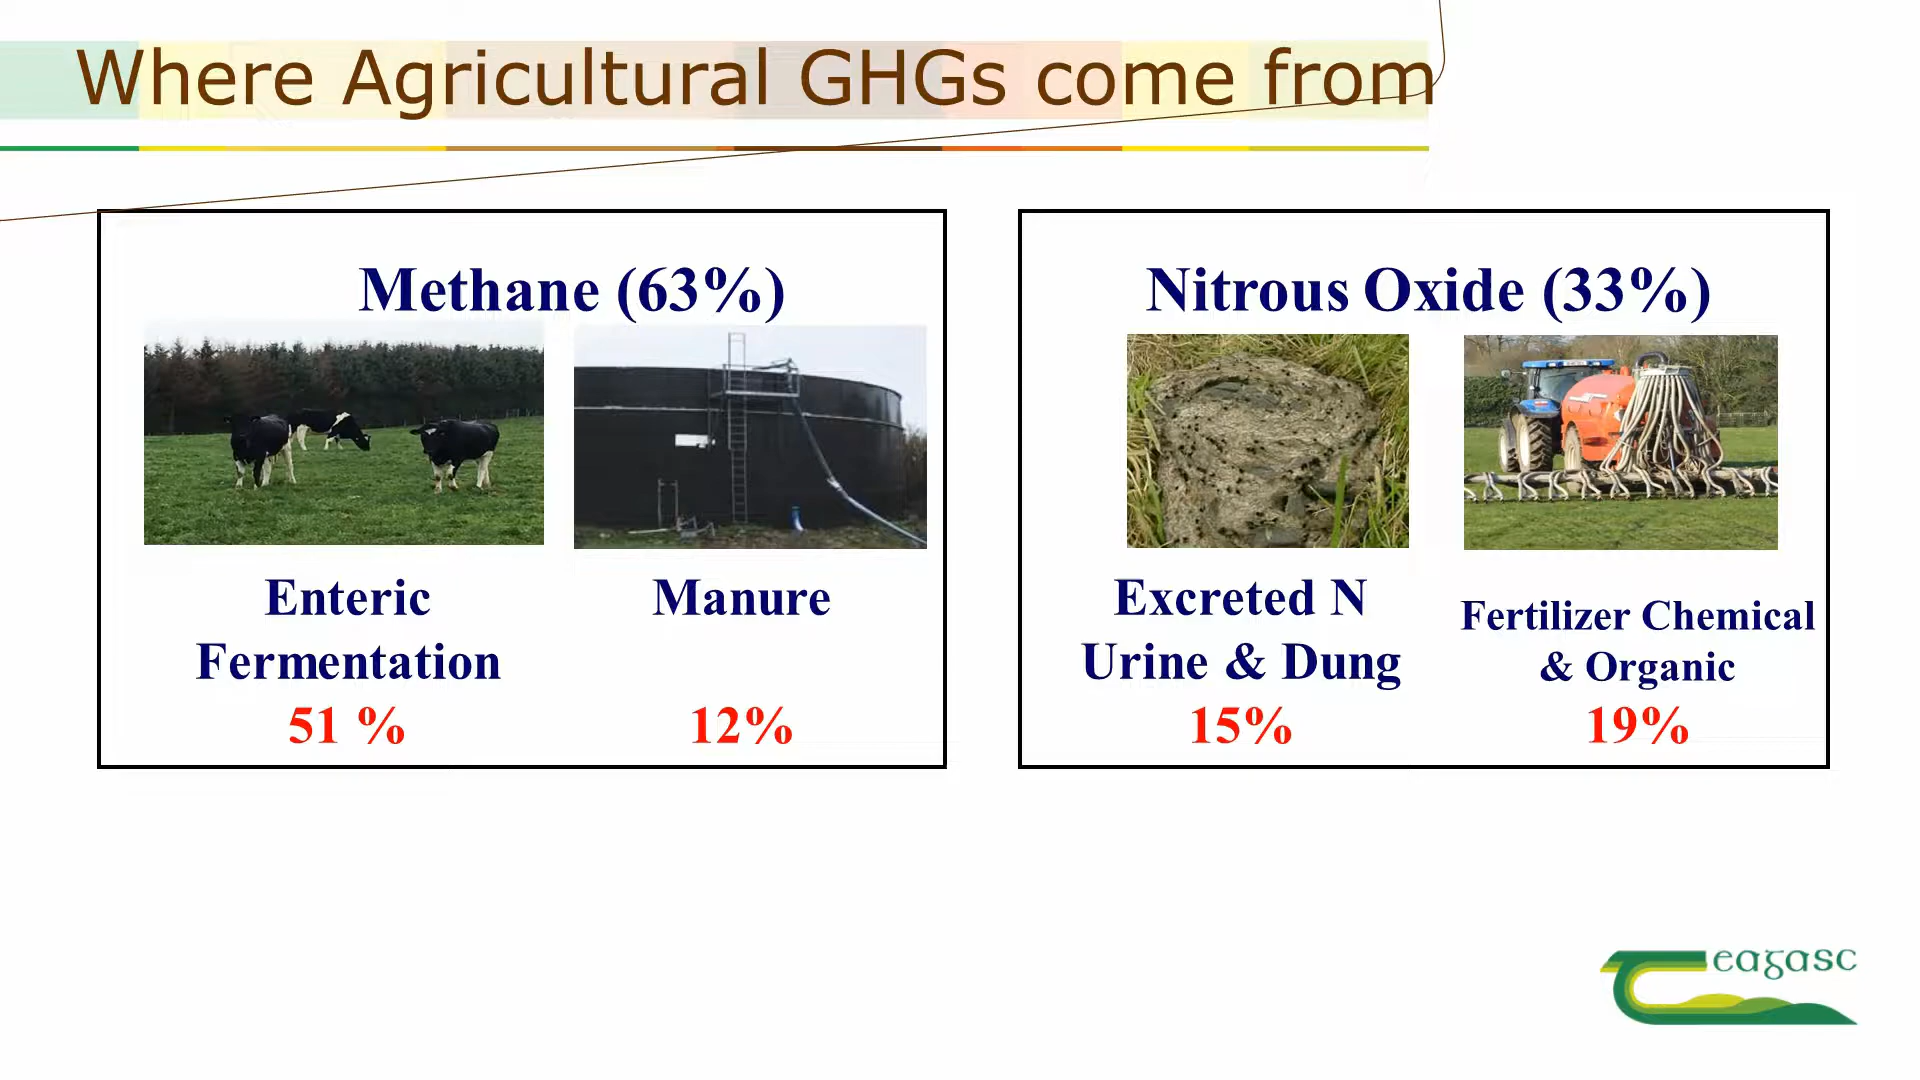 Where Agricultural GHGs come from
Methane (63%)
Enteric
Fermentation
51 %
Manure
12%
Nitrous Oxide (33%)
Excreted N
Urine & Dung
15%
Fertilizer Chemical
& Organic
19%
eagasc